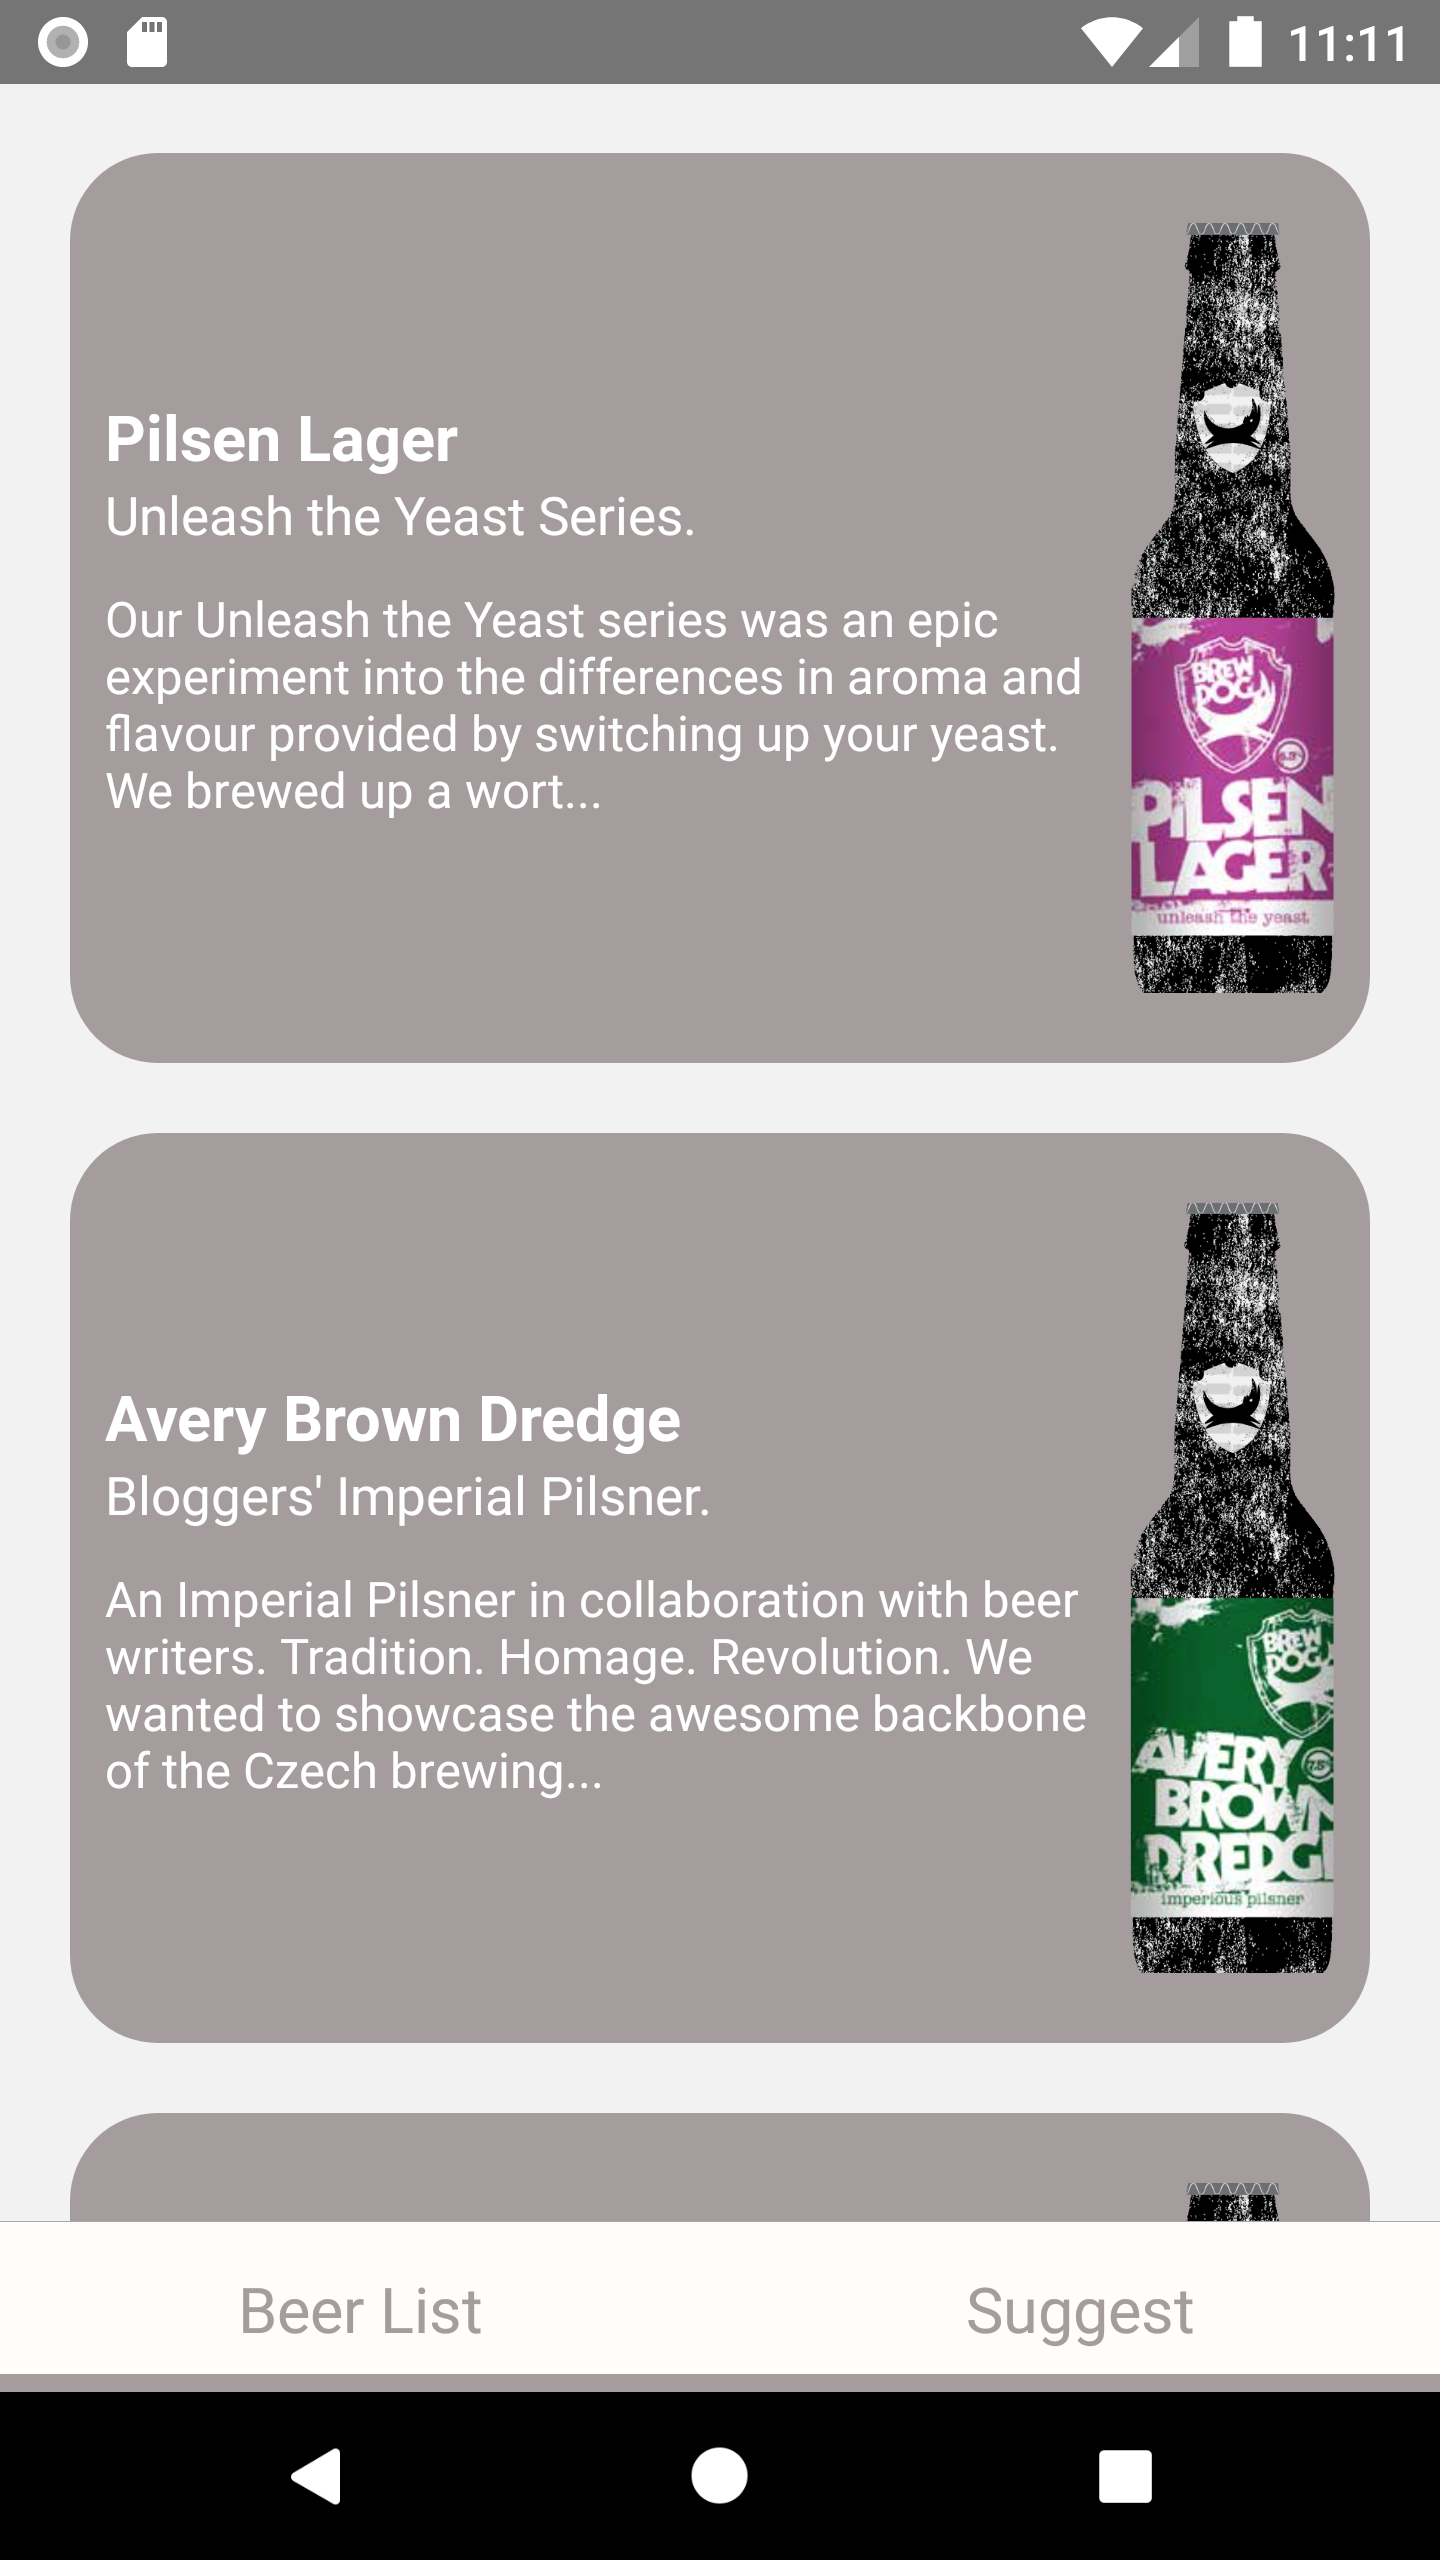 11:11
Pilsen Lager
Unleash the Yeast Series.
Our Unleash the Yeast series was an epic
experiment into the differences in aroma and
flavour provided by switching up your yeast.
We brewed up a wort...
BREW
DOG
PILSEN
LAGER
unleash the yeast
Avery Brown Dredge
Bloggers' Imperial Pilsner.
An Imperial Pilsner in collaboration with beer
writers. Tradition. Homage. Revolution. We
wanted to showcase the awesome backbone
of the Czech brewing...
BREW
DOG
AVERY
BROWN
DREDGE
imperious pilsner
Beer List
Suggest